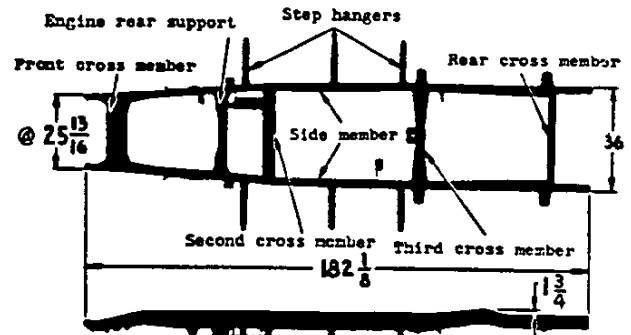 Step hangers
Engine rear support
Front cross member
Rear cross member
@ 25 13/16
Side member
36
Second cross member
Third cross member
182 1/8
1 3/4